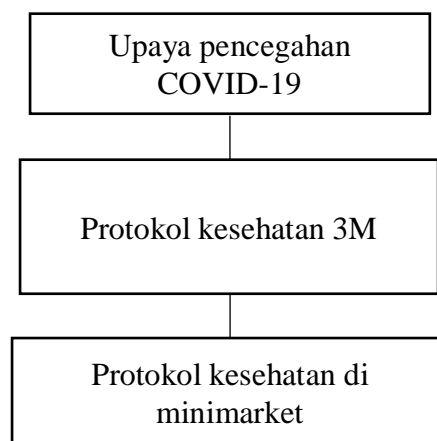 Upaya pencegahan
COVID-19
Protokol kesehatan 3M
Protokol kesehatan di
minimarket